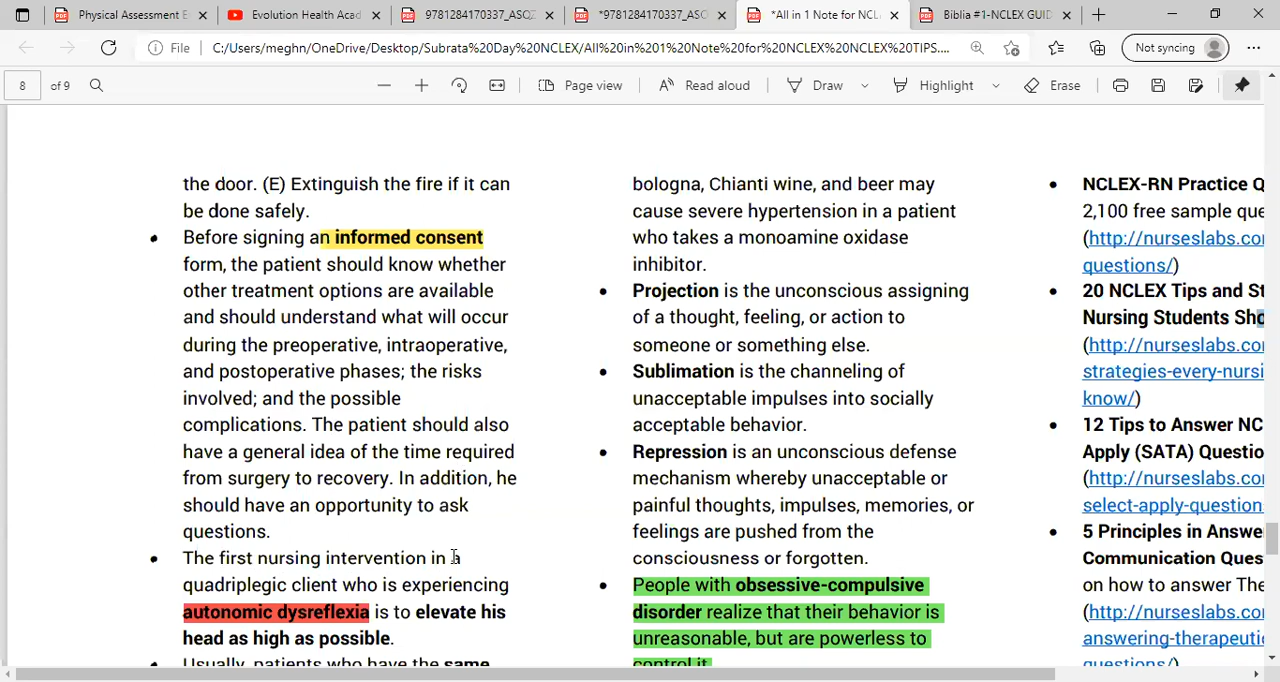 Physical Assessment E
Evolution Health Acad
9781284170337_ASQ
*9781284170337_ASC
*All in 1 Note for NCL
Biblia #1-NCLEX GUID
File
C:/Users/meghn/OneDrive/Desktop/Subrata%20Day%20NCLEX/All%20in%201%20Note%20for%20NCLEX%20NCLEX%20TIPS....
Not syncing
8 of 9
Page view
Read aloud
Draw
Highlight
Erase
the door. (E) Extinguish the fire if it can
be done safely.
• Before signing an informed consent
form, the patient should know whether
other treatment options are available
and should understand what will occur
during the preoperative, intraoperative,
and postoperative phases; the risks
involved; and the possible
complications. The patient should also
have a general idea of the time required
from surgery to recovery. In addition, he
should have an opportunity to ask
questions.
• The first nursing intervention in a
quadriplegic client who is experiencing
autonomic dysreflexia is to elevate his
head as high as possible.
• Usually, patients who have the same
bologna, Chianti wine, and beer may
cause severe hypertension in a patient
who takes a monoamine oxidase
inhibitor.
• Projection is the unconscious assigning
of a thought, feeling, or action to
someone or something else.
• Sublimation is the channeling of
unacceptable impulses into socially
acceptable behavior.
• Repression is an unconscious defense
mechanism whereby unacceptable or
painful thoughts, impulses, memories, or
feelings are pushed from the
consciousness or forgotten.
• People with obsessive-compulsive
disorder realize that their behavior is
unreasonable, but are powerless to
control it.
• NCLEX-RN Practice Q
2,100 free sample que
(http://nurseslabs.co
questions/)
• 20 NCLEX Tips and St
Nursing Students Sho
(http://nurseslabs.co
strategies-every-nursi
know/)
• 12 Tips to Answer NC
Apply (SATA) Questio
(http://nurseslabs.co
select-apply-question
• 5 Principles in Answe
Communication Ques
on how to answer The
(http://nurseslabs.co
answering-therapeuti
questions/)